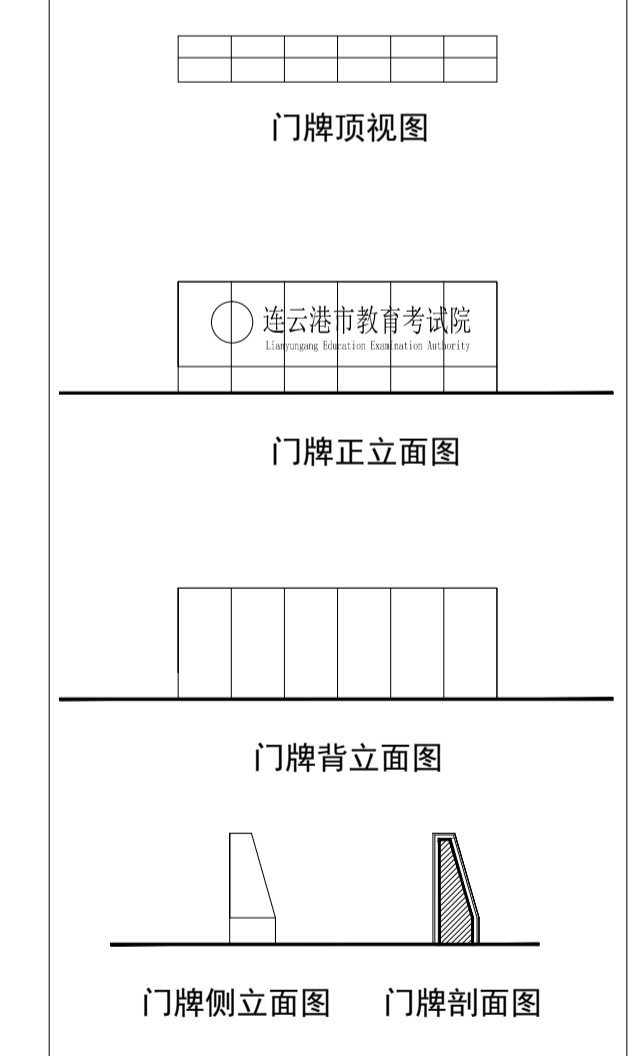 门牌顶视图
连云港市教育考试院
Lianyungang Education Examination Authority
门牌正立面图
门牌背立面图
门牌侧立面图
门牌剖面图